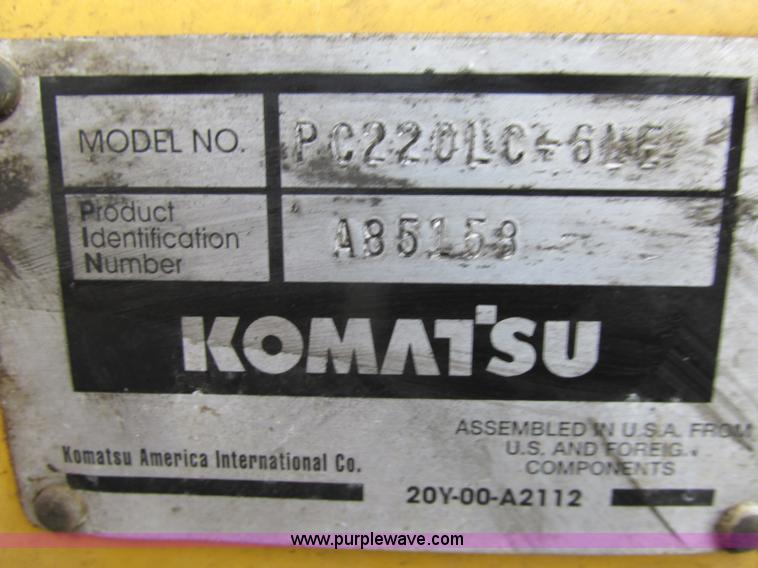 MODEL NO. PC220LC-6LE
Product
Identification
Number
KOMATSU
ASSEMBLED IN U.S.A. FROM
U.S. AND FOREIGN
COMPONENTS
Komatsu America International Co.
20Y-00-A2112
www.purplewave.com